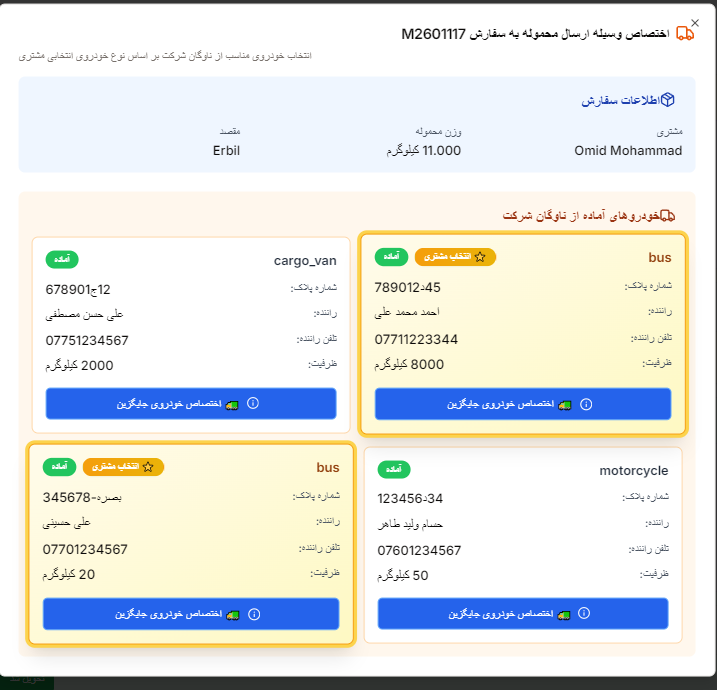 اختصاص وسیله ارسال محموله به سفارش M2601117
انتخاب خودروی مناسب از ناوگان شرکت بر اساس نوع خودروی انتخابی مشتری
اطلاعات سفارش
مشتری
Omid Mohammad
وزن محموله
11.000 کیلوگرم
مقصد
Erbil
خودروهای آماده از ناوگان شرکت
bus
انتخاب مشتری
آماده
شماره پلاک: 45د789012
راننده: احمد محمد علی
تلفن راننده: 07711223344
ظرفیت: 8000 کیلوگرم
اختصاص خودروی جایگزین
cargo_van
آماده
شماره پلاک: 12ج678901
راننده: علی حسن مصطفی
تلفن راننده: 07751234567
ظرفیت: 2000 کیلوگرم
اختصاص خودروی جایگزین
motorcycle
آماده
شماره پلاک: 34د123456
راننده: حسام ولید طاهر
تلفن راننده: 07601234567
ظرفیت: 50 کیلوگرم
اختصاص خودروی جایگزین
bus
انتخاب مشتری
آماده
شماره پلاک: بصره-345678
راننده: علی حسینی
تلفن راننده: 07701234567
ظرفیت: 20 کیلوگرم
اختصاص خودروی جایگزین